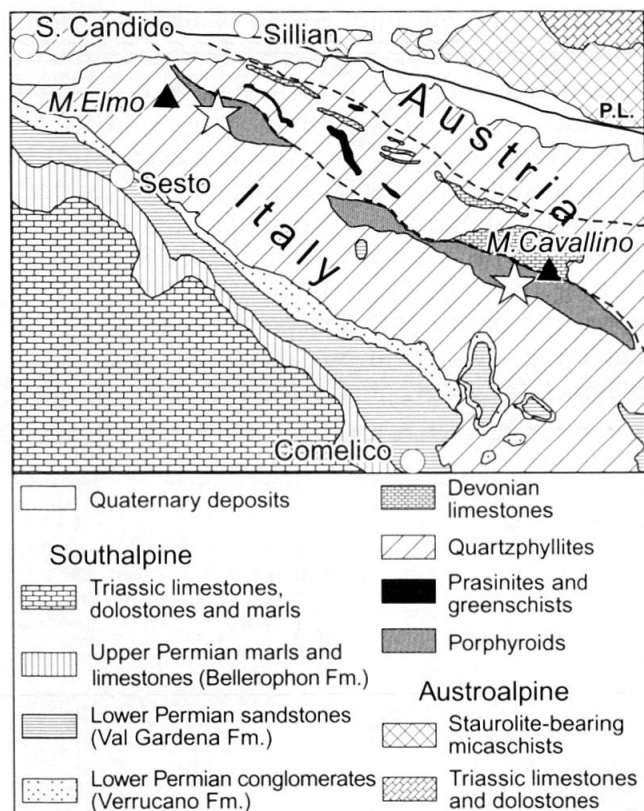 S. Candido
Sillian
M.Elmo
P.L.
Austria
Sesto
Italy
M.Cavallino
Comelico
Quaternary deposits
Southalpine
Triassic limestones,
dolostones and marls
Upper Permian marls and
limestones (Bellerophon Fm.)
Lower Permian sandstones
(Val Gardena Fm.)
Lower Permian conglomerates
(Verrucano Fm.)
Devonian
limestones
Quartzphyllites
Prasinites and
greenschists
Porphyroids
Austroalpine
Staurolite-bearing
micaschists
Triassic limestones
and dolostones